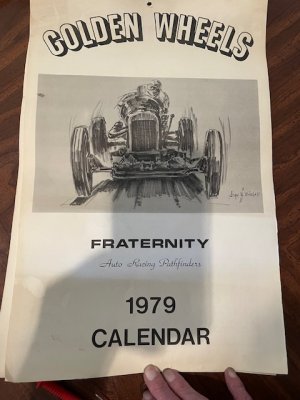 GOLDEN WHEELS
FRATERNITY
Auto Racing Pathfinders
1979
CALENDAR